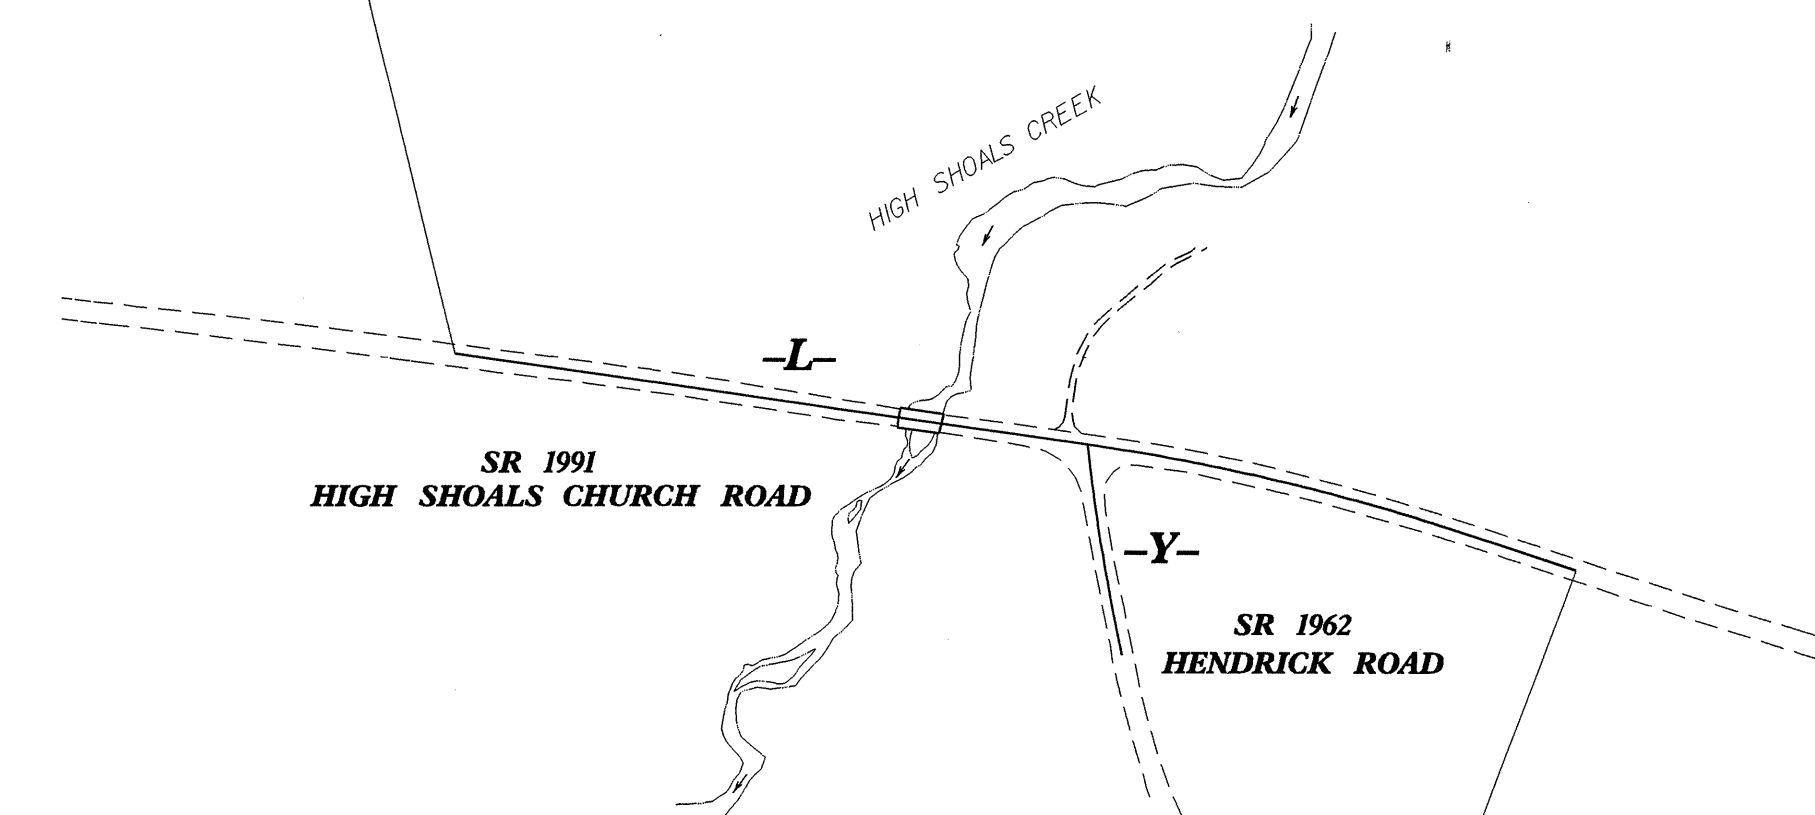 HIGH SHOALS CREEK
–L–
SR 1991
HIGH SHOALS CHURCH ROAD
–Y–
SR 1962
HENDRICK ROAD